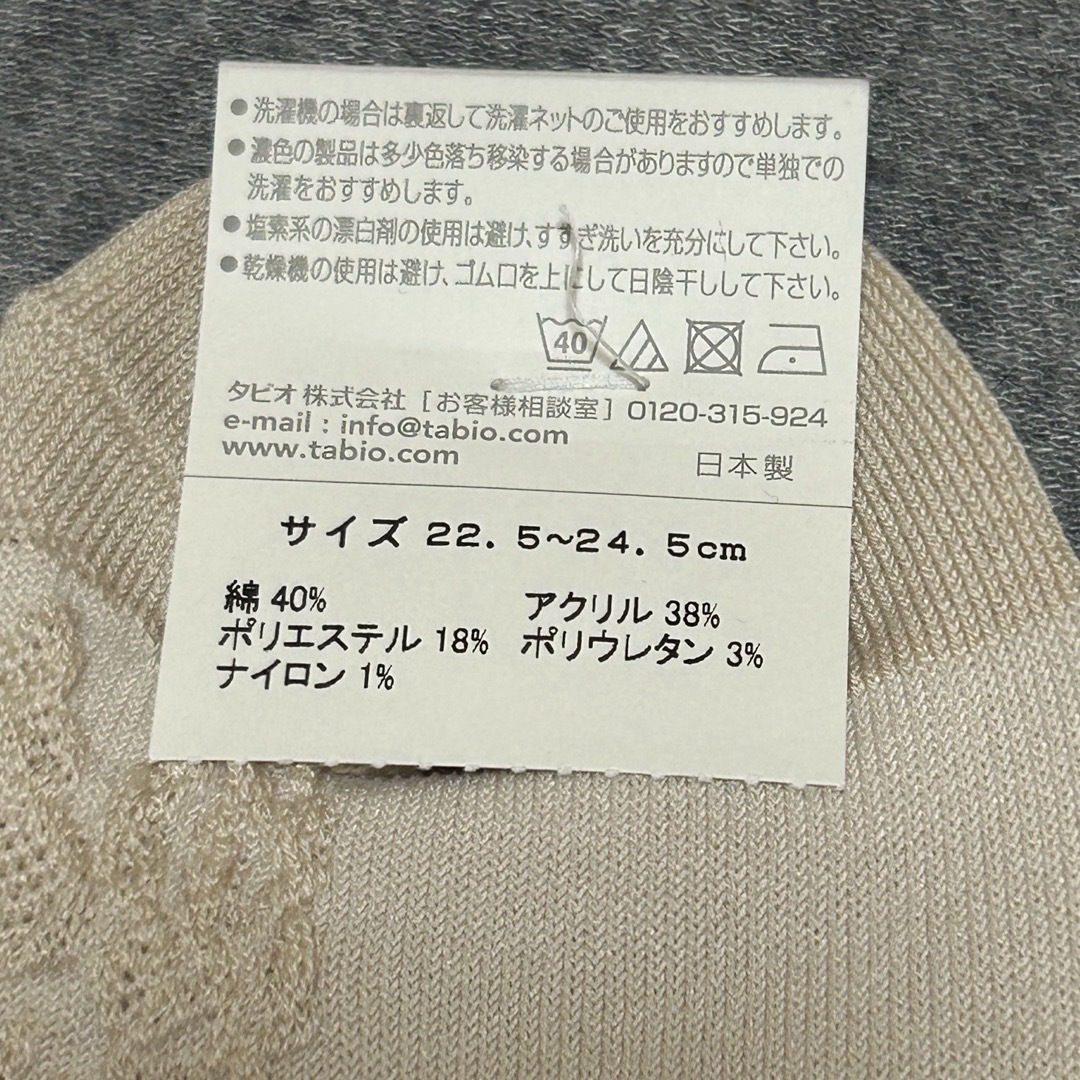 ●洗濯機の場合は裏返して洗濯ネットのご使用をおすすめします。
●濃色の製品は多少色落ち移染する場合がありますので単独での
洗濯をおすすめします。
●塩素系の漂白剤の使用は避け、すすぎ洗いを充分にして下さい。
●乾燥機の使用は避け、ゴム口を上にして日陰干しして下さい。
40
タビオ株式会社 [お客様相談室] 0120-315-924
e-mail : info@tabio.com
www.tabio.com 日本製
サイズ 22.5~24.5cm
綿 40% アクリル 38%
ポリエステル 18% ポリウレタン 3%
ナイロン 1%